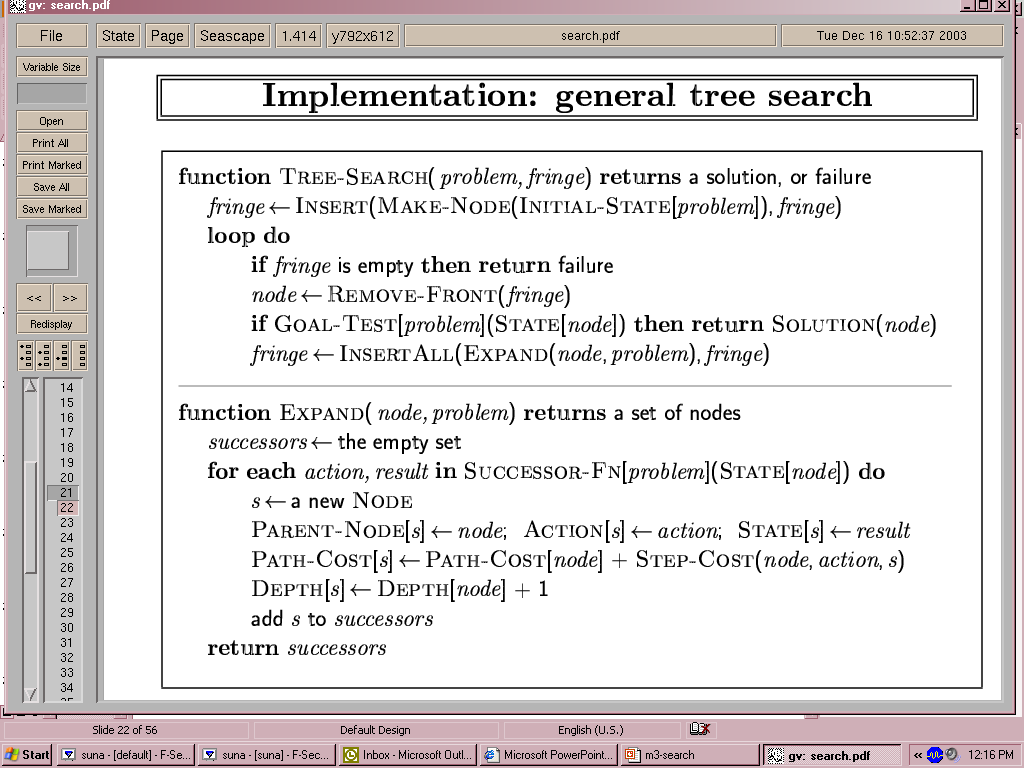 gv: search.pdf
File State Page Seascape 1.414 y792x612 search.pdf Tue Dec 16 10:52:37 2003
Variable Size
Open
Print All
Print Marked
Save All
Save Marked
<< >>
Redisplay
14
15
16
17
18
19
20
21
22
23
24
25
26
27
28
29
30
31
32
33
34
Implementation: general tree search
function TREE-SEARCH( problem, fringe) returns a solution, or failure
fringe ← INSERT(MAKE-NODE(INITIAL-STATE[problem]), fringe)
loop do
if fringe is empty then return failure
node ← REMOVE-FRONT(fringe)
if GOAL-TEST[problem](STATE[node]) then return SOLUTION(node)
fringe ← INSERTALL(EXPAND(node, problem), fringe)
function EXPAND( node, problem) returns a set of nodes
successors ← the empty set
for each action, result in SUCCESSOR-FN[problem](STATE[node]) do
s ← a new NODE
PARENT-NODE[s] ← node; ACTION[s] ← action; STATE[s] ← result
PATH-COST[s] ← PATH-COST[node] + STEP-COST(node, action, s)
DEPTH[s] ← DEPTH[node] + 1
add s to successors
return successors
Slide 22 of 56 Default Design English (U.S.)
Start suna - [default] - F-Se... suna - [suna] - F-Sec... Inbox - Microsoft Outl... Microsoft PowerPoint... m3-search gv: search.pdf « 12:16 PM